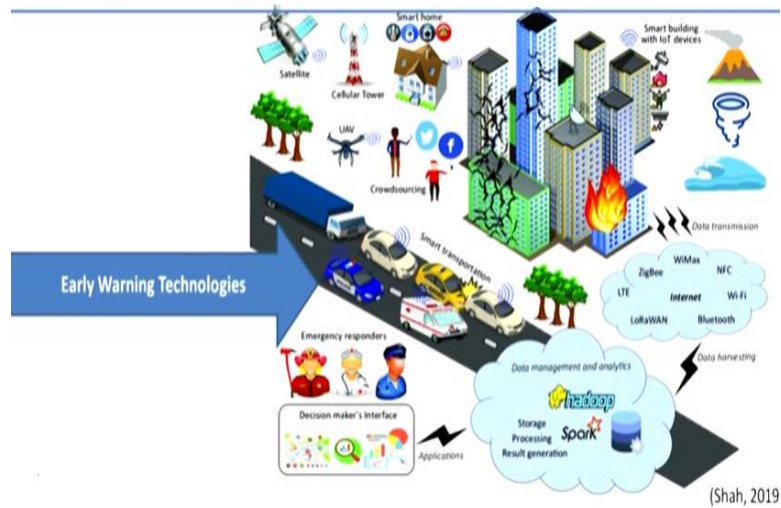 Smart home
Satellite
Cellular Tower
Smart building
with IoT devices
UAV
Crowdsourcing
Smart transportation
Data transmission
Early Warning Technologies
ZigBee
WiMax
NFC
LTE
Internet
Wi-Fi
LoRaWAN
Bluetooth
Data harvesting
Emergency responders
Data management and analytics
hadoop
Decision maker's Interface
Storage
Processing
Spark
Result generation
Applications
(Shah, 2019